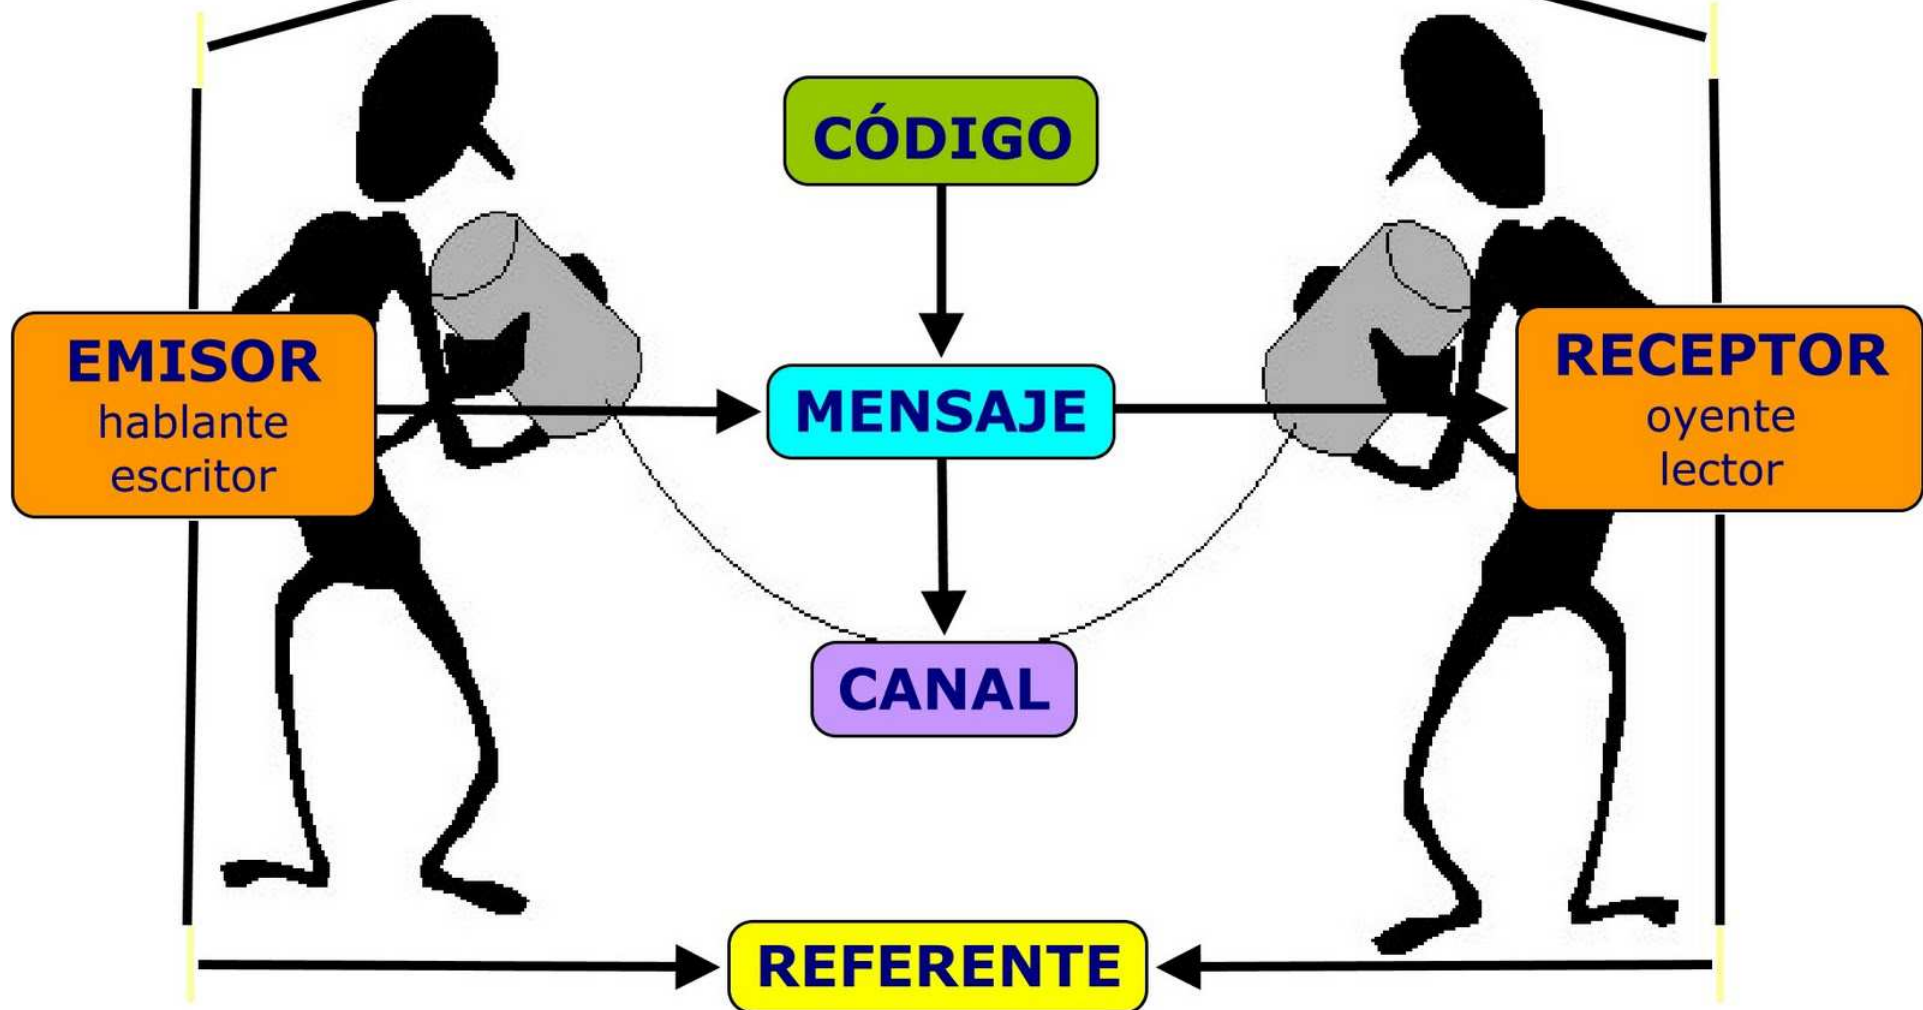 CÓDIGO
EMISOR
hablante
escritor
MENSAJE
RECEPTOR
oyente
lector
CANAL
REFERENTE